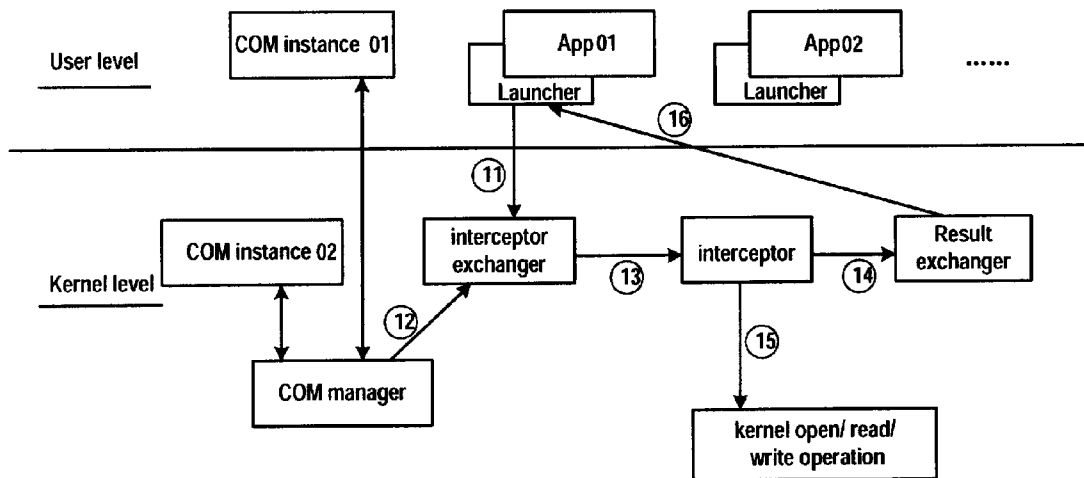 COM instance 01
App01
App02
User level
......
Launcher
Launcher
16
11
COM instance 02
interceptor
exchanger
interceptor
Result
exchanger
Kernel level
13
14
12
15
COM manager
kernel open/ read/
write operation